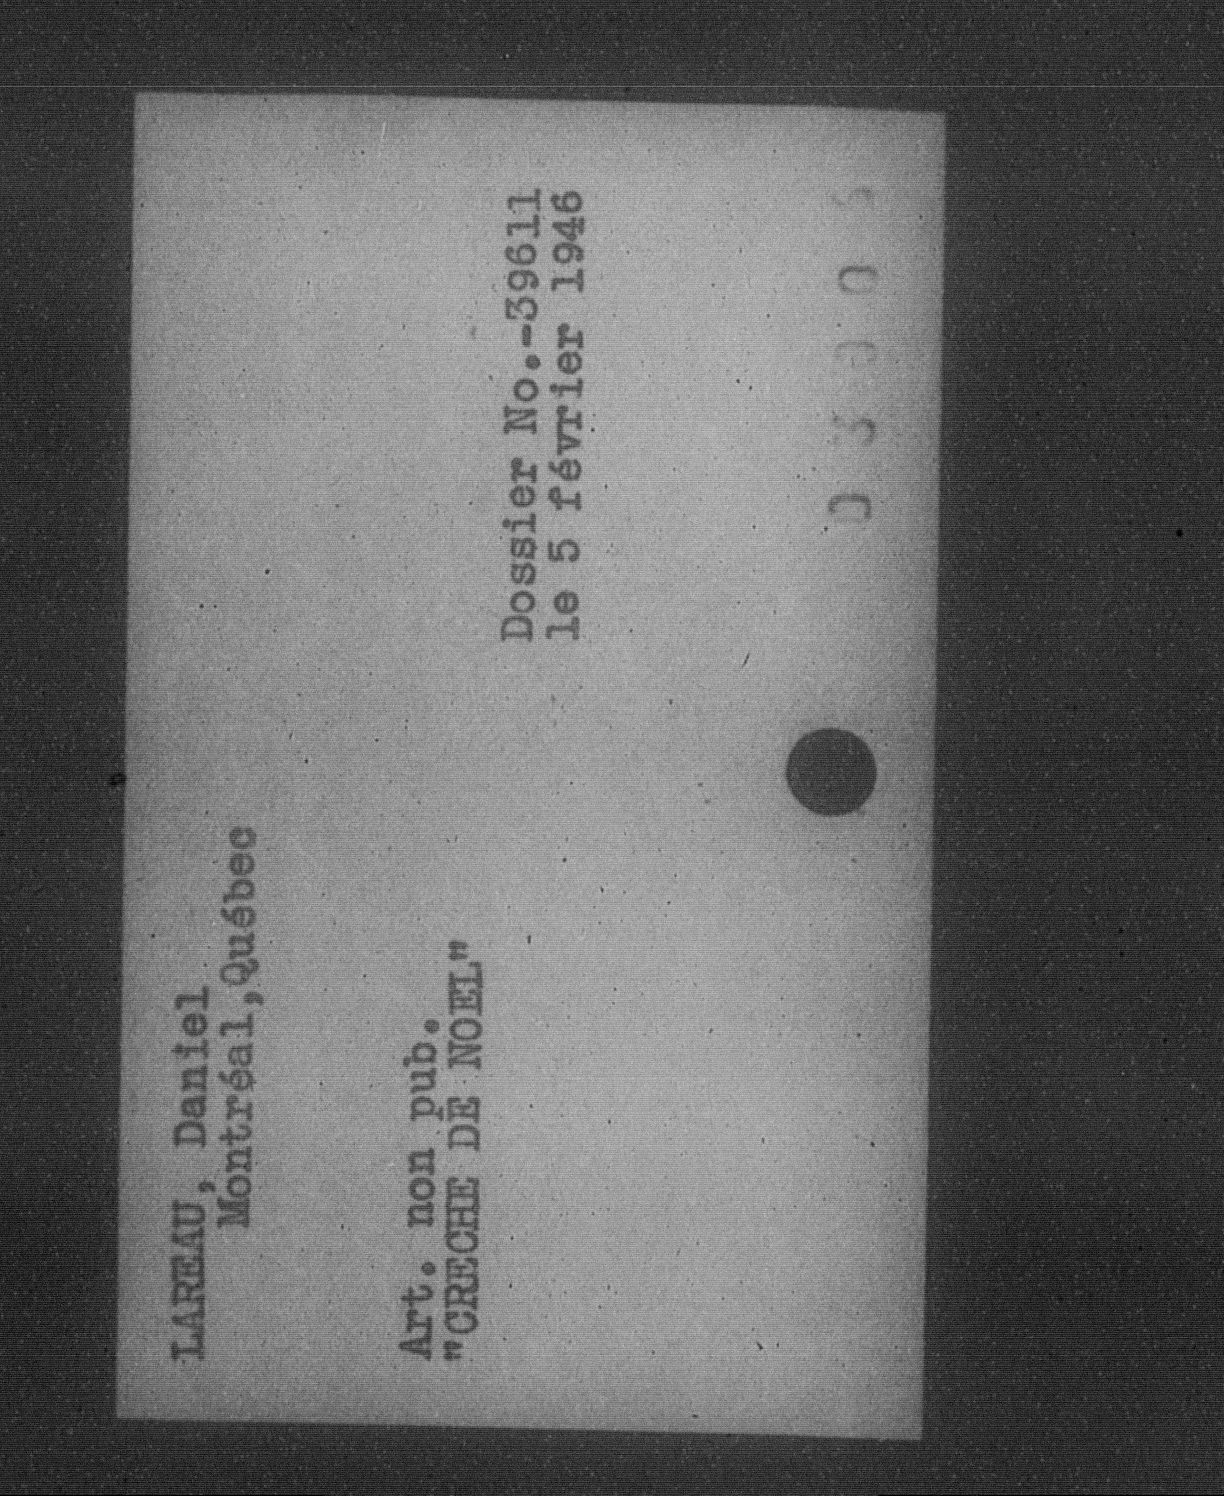 LAREAU, Daniel
Montréal,Québec
Art. non pub.
"CRECHE DE NOEL"
Dossier No.-39611
le 5 février 1946